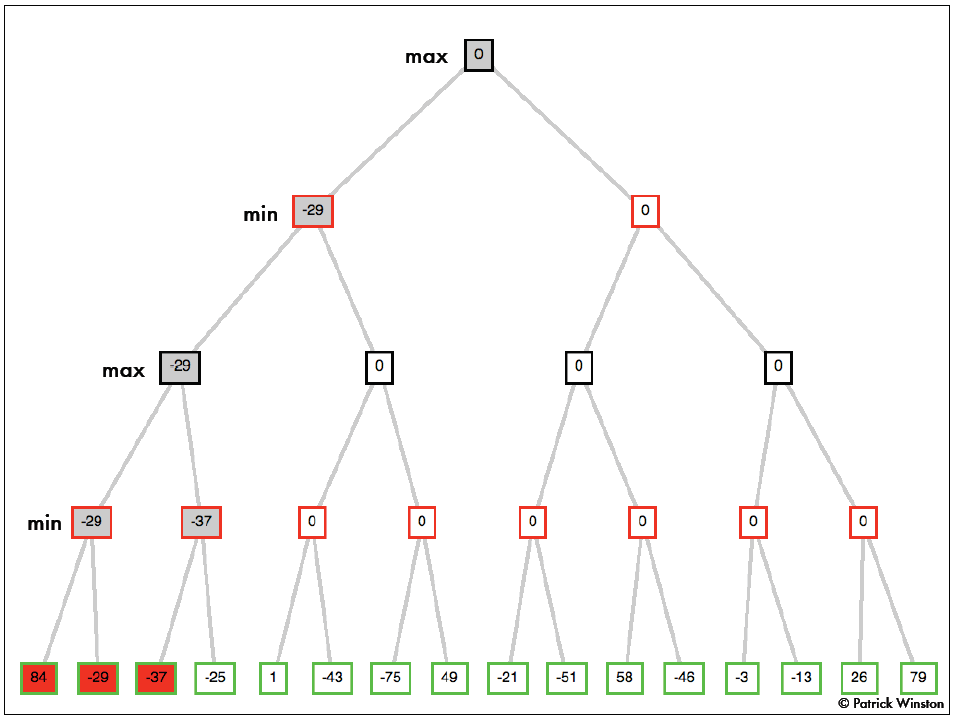 max 0
min -29 0
max -29 0 0 0
min -29 -37 0 0 0 0 0 0
84 -29 -37 -25 1 -43 -75 49 -21 -51 58 -46 -3 -13 26 79
© Patrick Winston